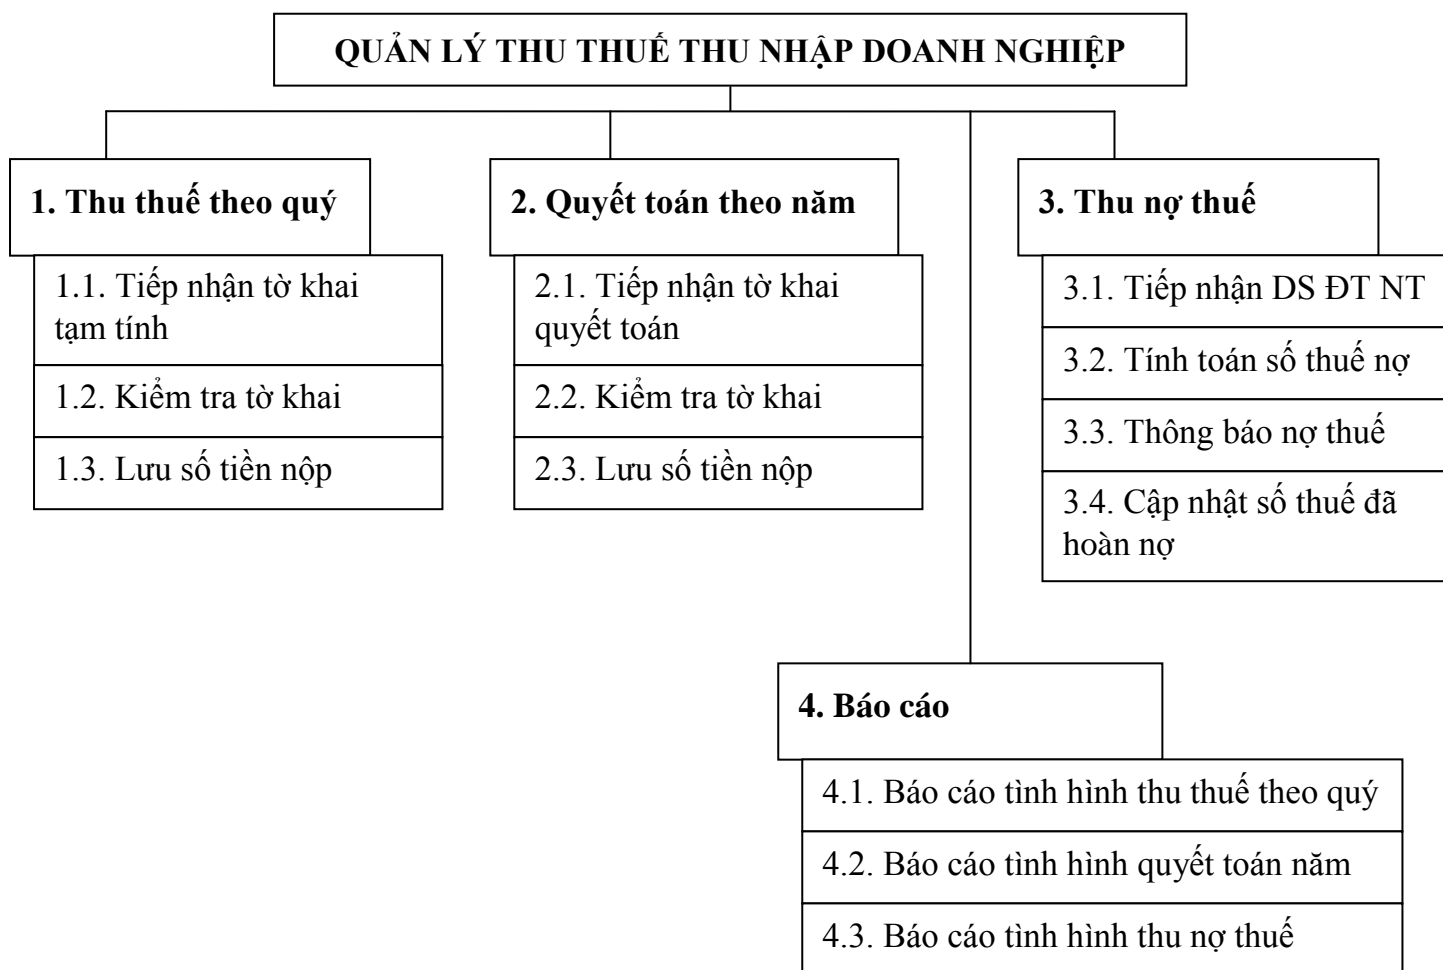 QUẢN LÝ THU THUẾ THU NHẬP DOANH NGHIỆP
1. Thu thuế theo quý
1.1. Tiếp nhận tờ khai
tạm tính
1.2. Kiểm tra tờ khai
1.3. Lưu số tiền nộp
2. Quyết toán theo năm
2.1. Tiếp nhận tờ khai
quyết toán
2.2. Kiểm tra tờ khai
2.3. Lưu số tiền nộp
3. Thu nợ thuế
3.1. Tiếp nhận DS ĐT NT
3.2. Tính toán số thuế nợ
3.3. Thông báo nợ thuế
3.4. Cập nhật số thuế đã
hoàn nợ
4. Báo cáo
4.1. Báo cáo tình hình thu thuế theo quý
4.2. Báo cáo tình hình quyết toán năm
4.3. Báo cáo tình hình thu nợ thuế